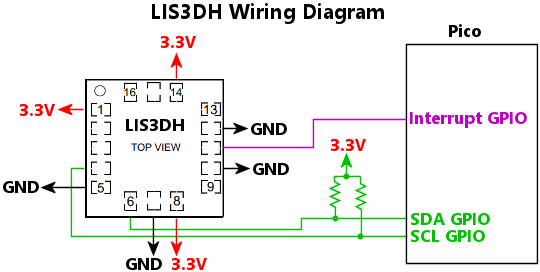 LIS3DH Wiring Diagram
Pico
3.3V
16 14
3.3V 1 13
LIS3DH
TOP VIEW
GND
Interrupt GPIO
3.3V
GND
GND 5 9
6 8
SDA GPIO
SCL GPIO
GND 3.3V